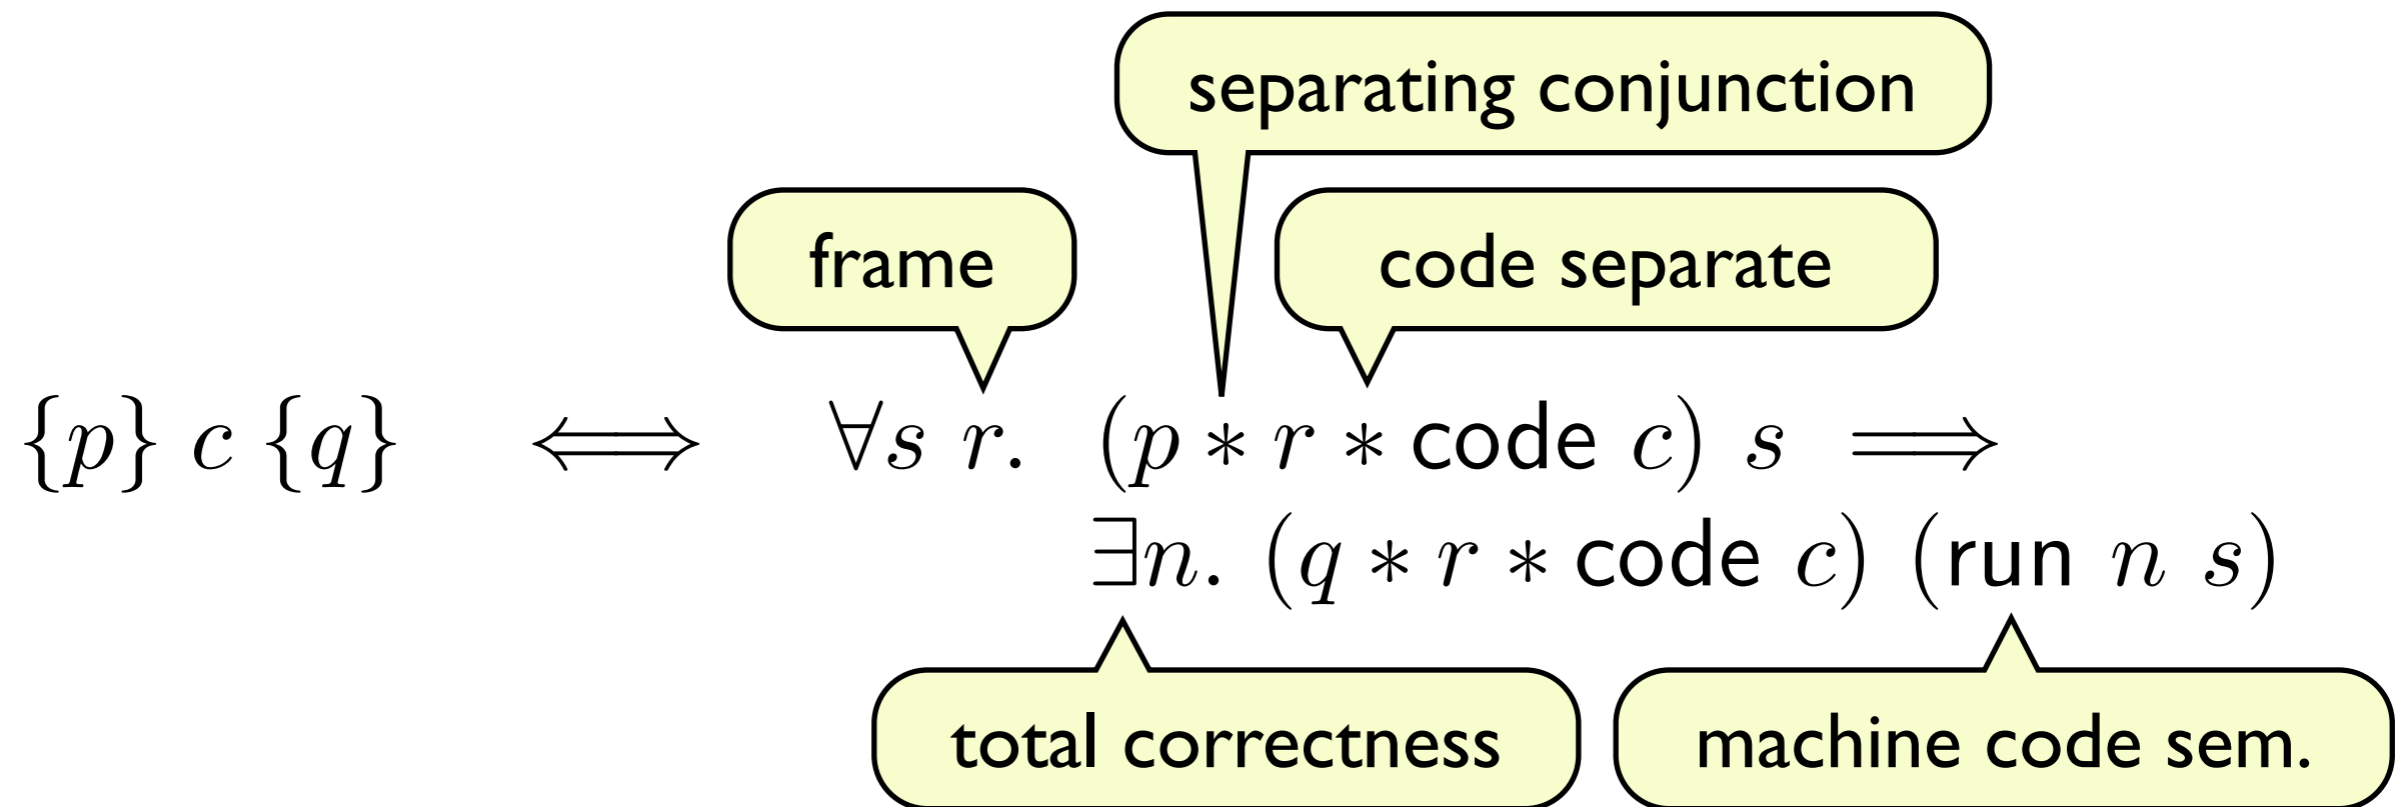 separating conjunction
frame
code separate
{p} c {q} ⟺ ∀s r. (p ∗ r ∗ code c) s ⟹
∃n. (q ∗ r ∗ code c) (run n s)
total correctness
machine code sem.